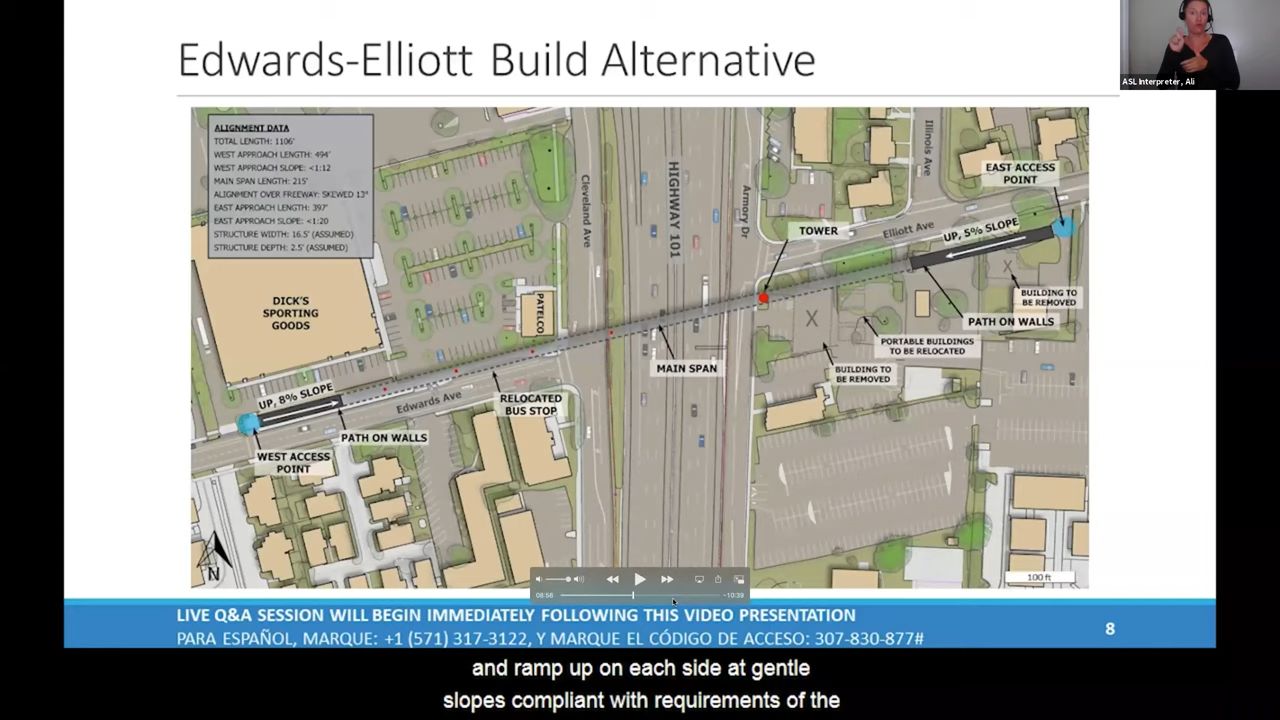 Edwards-Elliott Build Alternative
ASL Interpreter, Ali
ALIGNMENT DATA
TOTAL LENGTH: 1106'
WEST APPROACH LENGTH: 494'
WEST APPROACH SLOPE: <1:12
MAIN SPAN LENGTH: 215'
ALIGNMENT OVER FREEWAY: SKEWED 13°
EAST APPROACH LENGTH: 397'
EAST APPROACH SLOPE: <1:20
STRUCTURE WIDTH: 16.5' (ASSUMED)
STRUCTURE DEPTH: 2.5' (ASSUMED)
Cleveland Ave
HIGHWAY 101
Armory Dr
Illinois Ave
EAST ACCESS
POINT
TOWER
Elliott Ave
UP, 5% SLOPE
DICK'S
SPORTING
GOODS
PATELCO
BUILDING TO
BE REMOVED
PATH ON WALLS
PORTABLE BUILDINGS
TO BE RELOCATED
MAIN SPAN
BUILDING TO
BE REMOVED
UP, 8% SLOPE
Edwards Ave
RELOCATED
BUS STOP
PATH ON WALLS
WEST ACCESS
POINT
N
100 ft
08:56
-10:39
LIVE Q&A SESSION WILL BEGIN IMMEDIATELY FOLLOWING THIS VIDEO PRESENTATION
PARA ESPAÑOL, MARQUE: +1 (571) 317-3122, Y MARQUE EL CÓDIGO DE ACCESO: 307-830-877#
8
and ramp up on each side at gentle
slopes compliant with requirements of the